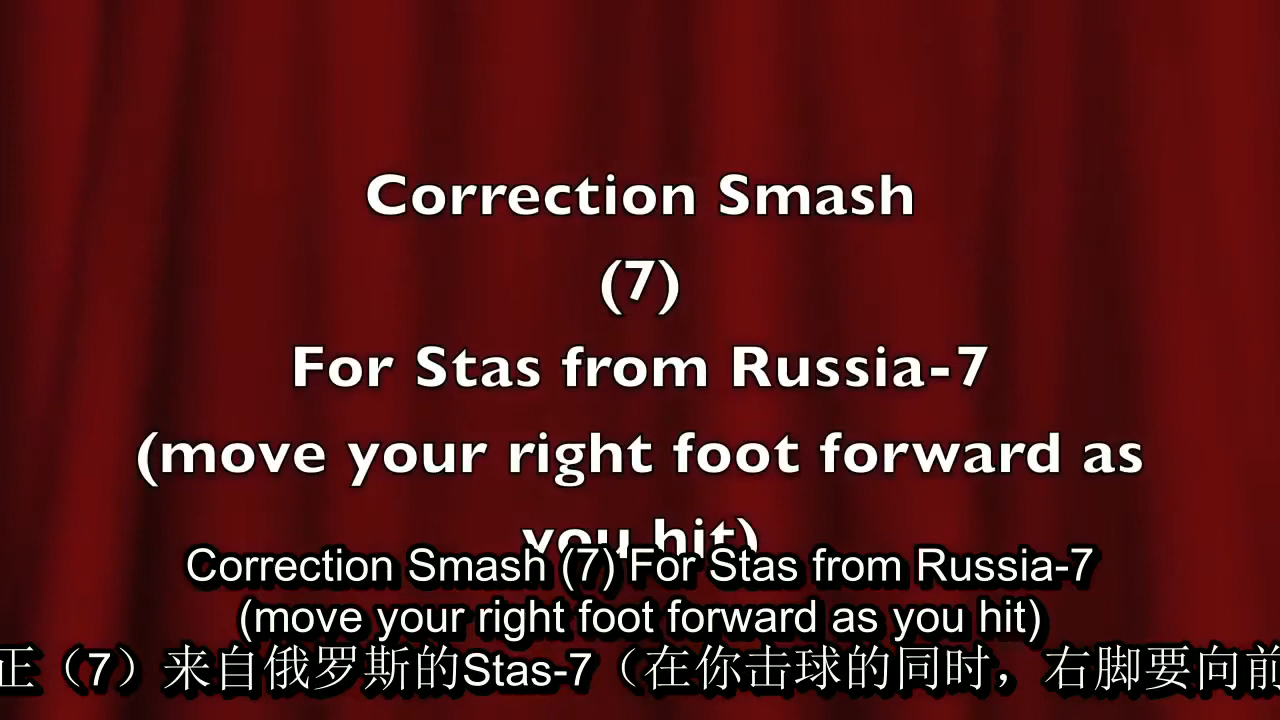 Correction Smash
(7)
For Stas from Russia-7
(move your right foot forward as
you hit)
Correction Smash (7) For Stas from Russia-7
(move your right foot forward as you hit)
正（7）来自俄罗斯的Stas-7（在你击球的同时，右脚要向前